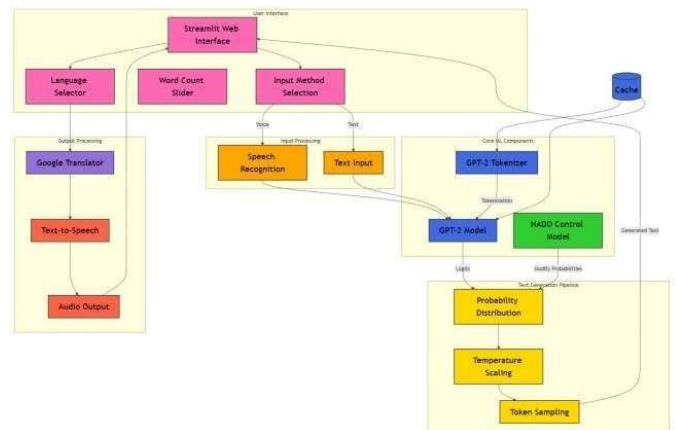 User Interface
Streamlit Web
Interface
Language
Selector
Word Count
Slider
Input Method
Selection
Cache
Voice
Text
Output Processing
Google Translator
Text-to-Speech
Audio Output
Input Processing
Speech
Recognition
Text Input
Core ML Components
GPT-2 Tokenizer
Tokenization
GPT-2 Model
NADO Control
Model
Generated Text
Logits
Modify Probabilities
Text Generation Pipeline
Probability
Distribution
Temperature
Scaling
Token Sampling